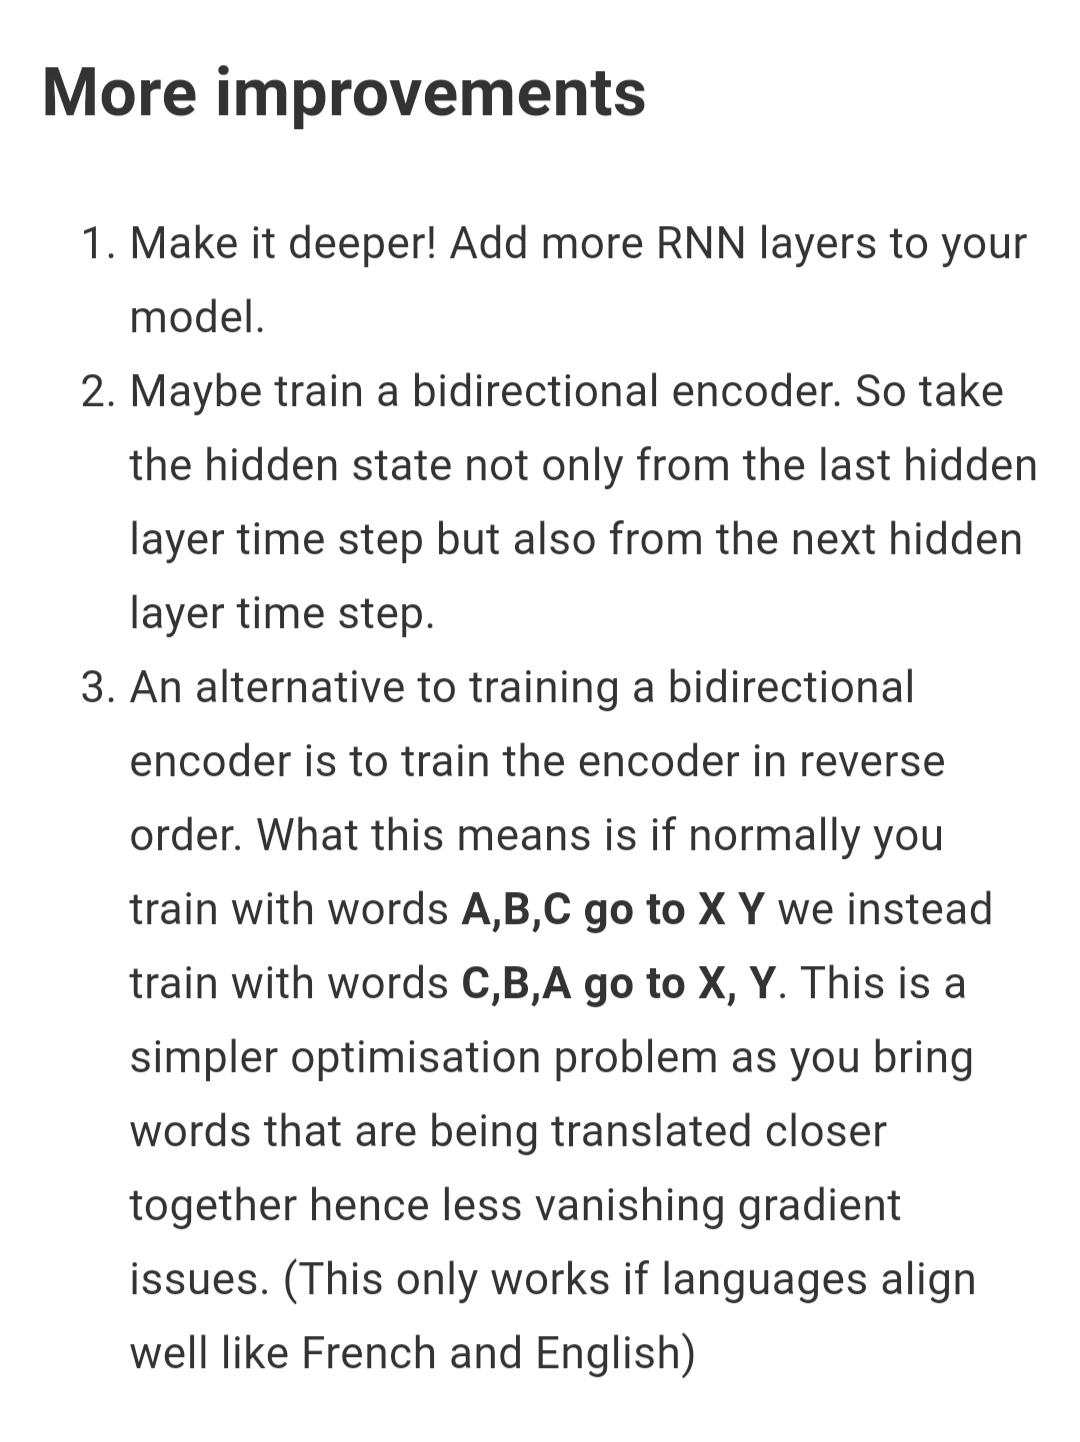 More improvements
1. Make it deeper! Add more RNN layers to your
model.
2. Maybe train a bidirectional encoder. So take
the hidden state not only from the last hidden
layer time step but also from the next hidden
layer time step.
3. An alternative to training a bidirectional
encoder is to train the encoder in reverse
order. What this means is if normally you
train with words A,B,C go to X Y we instead
train with words C,B,A go to X, Y. This is a
simpler optimisation problem as you bring
words that are being translated closer
together hence less vanishing gradient
issues. (This only works if languages align
well like French and English)